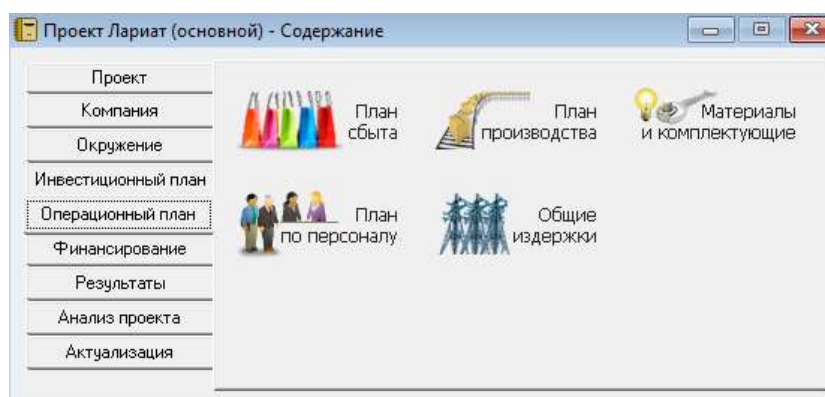 Проект Лариат (основной) - Содержание
Проект
Компания
Окружение
Инвестиционный план
Операционный план
Финансирование
Результаты
Анализ проекта
Актуализация
План
сбыта
План
производства
Материалы
и комплектующие
План
по персоналу
Общие
издержки